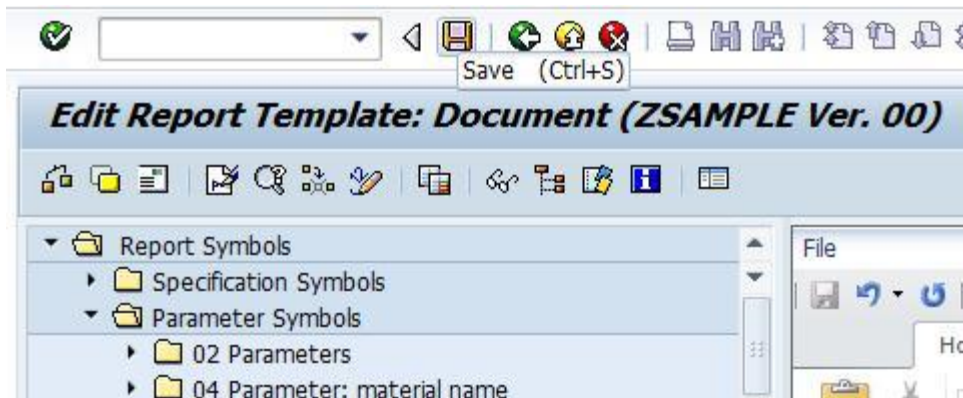 Save (Ctrl+S)
Edit Report Template: Document (ZSAMPLE Ver. 00)
Report Symbols
File
Specification Symbols
Parameter Symbols
02 Parameters
Ho
04 Parameter: material name